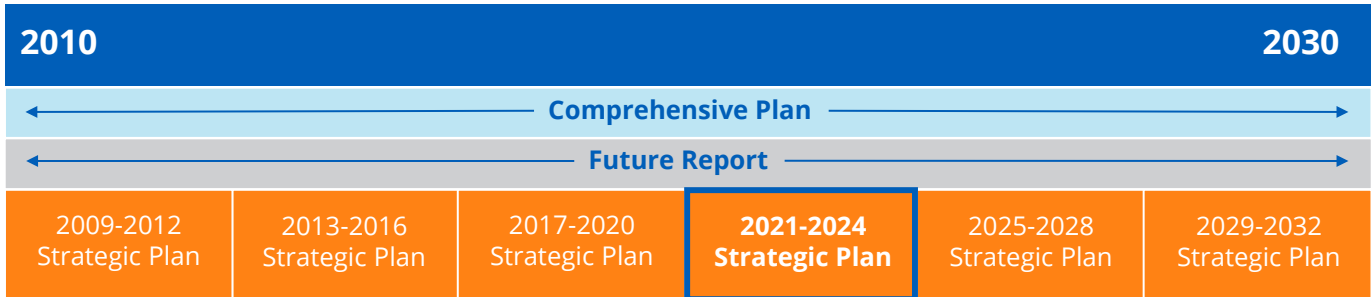 2010 2030
Comprehensive Plan
Future Report
2009-2012
Strategic Plan
2013-2016
Strategic Plan
2017-2020
Strategic Plan
2021-2024
Strategic Plan
2025-2028
Strategic Plan
2029-2032
Strategic Plan